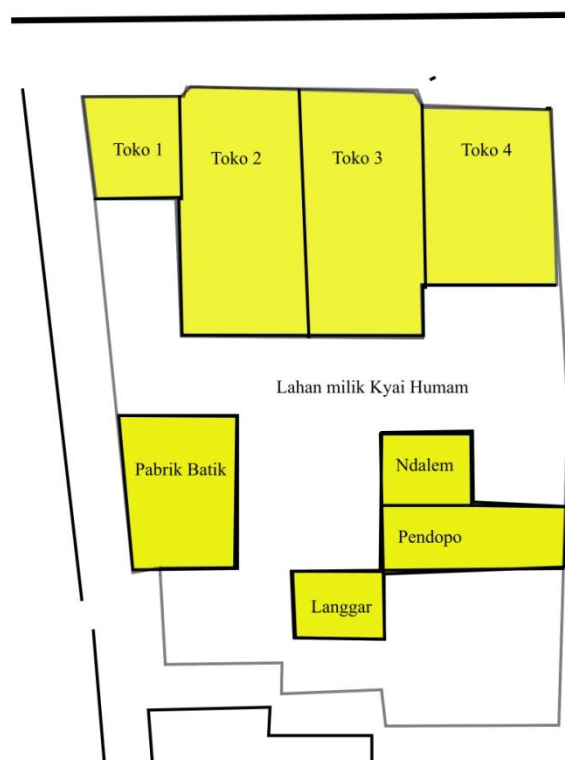 Toko 1
Toko 2
Toko 3
Toko 4
Lahan milik Kyai Humam
Pabrik Batik
Ndalem
Pendopo
Langgar